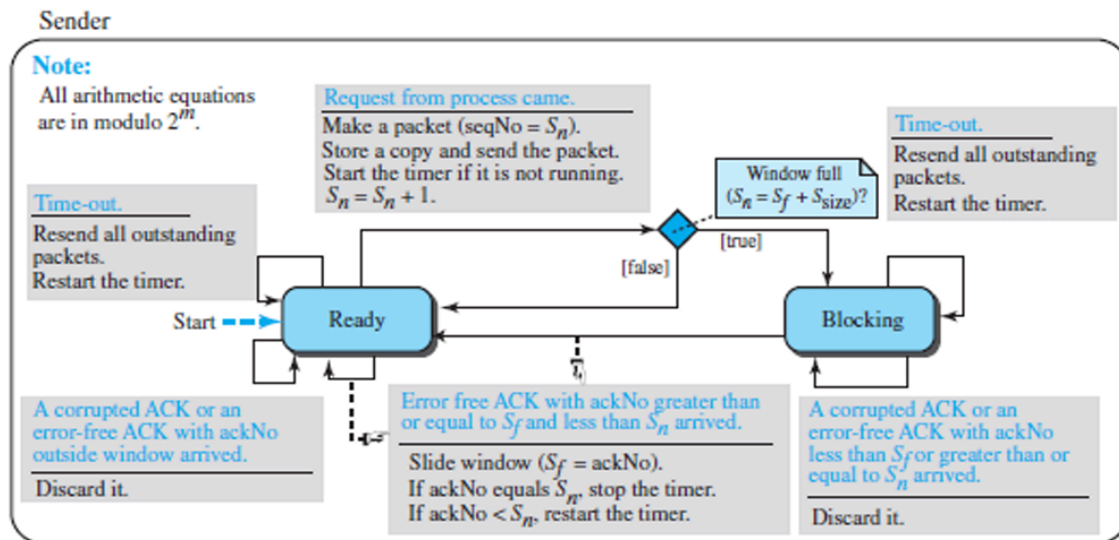 Sender
Note:
All arithmetic equations
are in modulo 2^m.
Request from process came.
Make a packet (seqNo = Sn).
Store a copy and send the packet.
Start the timer if it is not running.
Sn = Sn + 1.
Window full
(Sn = Sf + Ssize)?
Time-out.
Resend all outstanding
packets.
Restart the timer.
Time-out.
Resend all outstanding
packets.
Restart the timer.
[true]
[false]
Start
Ready
Blocking
A corrupted ACK or an
error-free ACK with ackNo
outside window arrived.
Discard it.
Error free ACK with ackNo greater than
or equal to Sf and less than Sn arrived.
Slide window (Sf = ackNo).
If ackNo equals Sn, stop the timer.
If ackNo < Sn, restart the timer.
A corrupted ACK or an
error-free ACK with ackNo
less than Sf or greater than or
equal to Sn arrived.
Discard it.